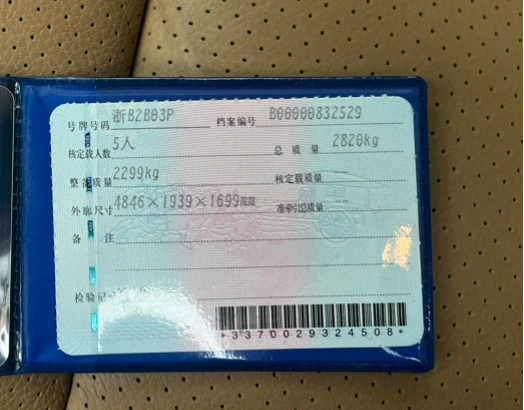 号牌号码 浙B2B03P 档案编号 B00000832529
核定载人数 5人 总质量 2820kg
整备质量 2299kg 核定载质量
外廓尺寸 4846×1939×1699mm 准牵引总质量
备注
检验记
*3370029324508*